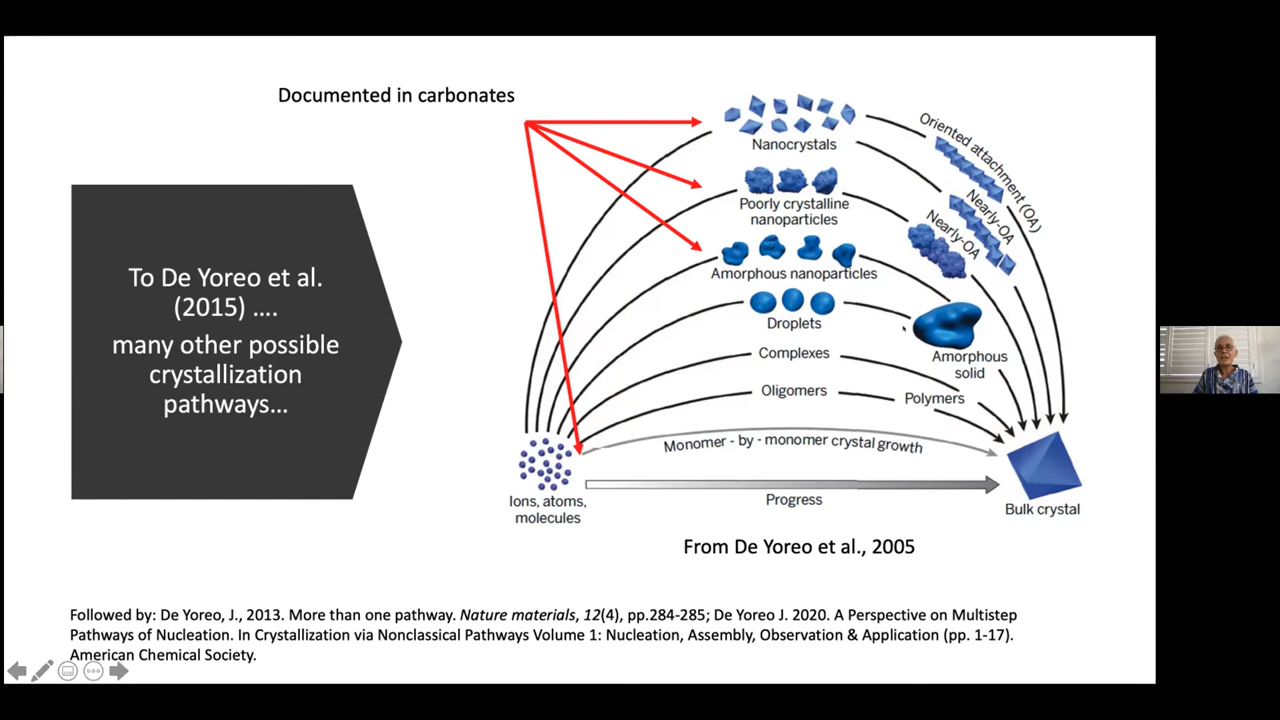 Documented in carbonates
To De Yoreo et al.
(2015) ....
many other possible
crystallization
pathways...
Nanocrystals
Oriented attachment (OA)
Poorly crystalline
nanoparticles
Nearly-OA
Nearly-OA
Amorphous nanoparticles
Droplets
Amorphous
solid
Complexes
Oligomers
Polymers
Monomer - by - monomer crystal growth
Ions, atoms,
molecules
Progress
Bulk crystal
From De Yoreo et al., 2005
Followed by: De Yoreo, J., 2013. More than one pathway. Nature materials, 12(4), pp.284-285; De Yoreo J. 2020. A Perspective on Multistep
Pathways of Nucleation. In Crystallization via Nonclassical Pathways Volume 1: Nucleation, Assembly, Observation & Application (pp. 1-17).
American Chemical Society.